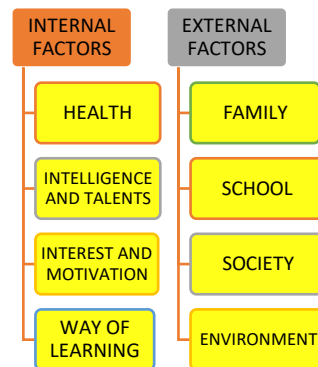 INTERNAL
FACTORS
HEALTH
INTELLIGENCE
AND TALENTS
INTEREST AND
MOTIVATION
WAY OF
LEARNING
EXTERNAL
FACTORS
FAMILY
SCHOOL
SOCIETY
ENVIRONMENT